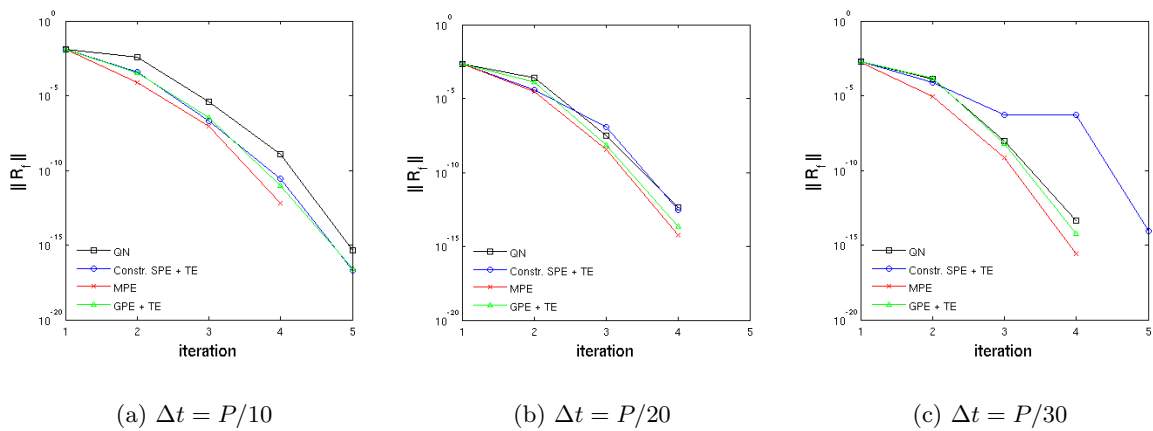 10^0
10^-5
10^-10
10^-15
10^-20
|| R_f ||
QN
Constr. SPE + TE
MPE
GPE + TE
1 2 3 4 5
iteration
(a) Δt = P/10
10^0
10^-5
10^-10
10^-15
10^-20
|| R_f ||
QN
Constr. SPE + TE
MPE
GPE + TE
1 2 3 4 5
iteration
(b) Δt = P/20
10^0
10^-5
10^-10
10^-15
10^-20
|| R_f ||
QN
Constr. SPE + TE
MPE
GPE + TE
1 2 3 4 5
iteration
(c) Δt = P/30